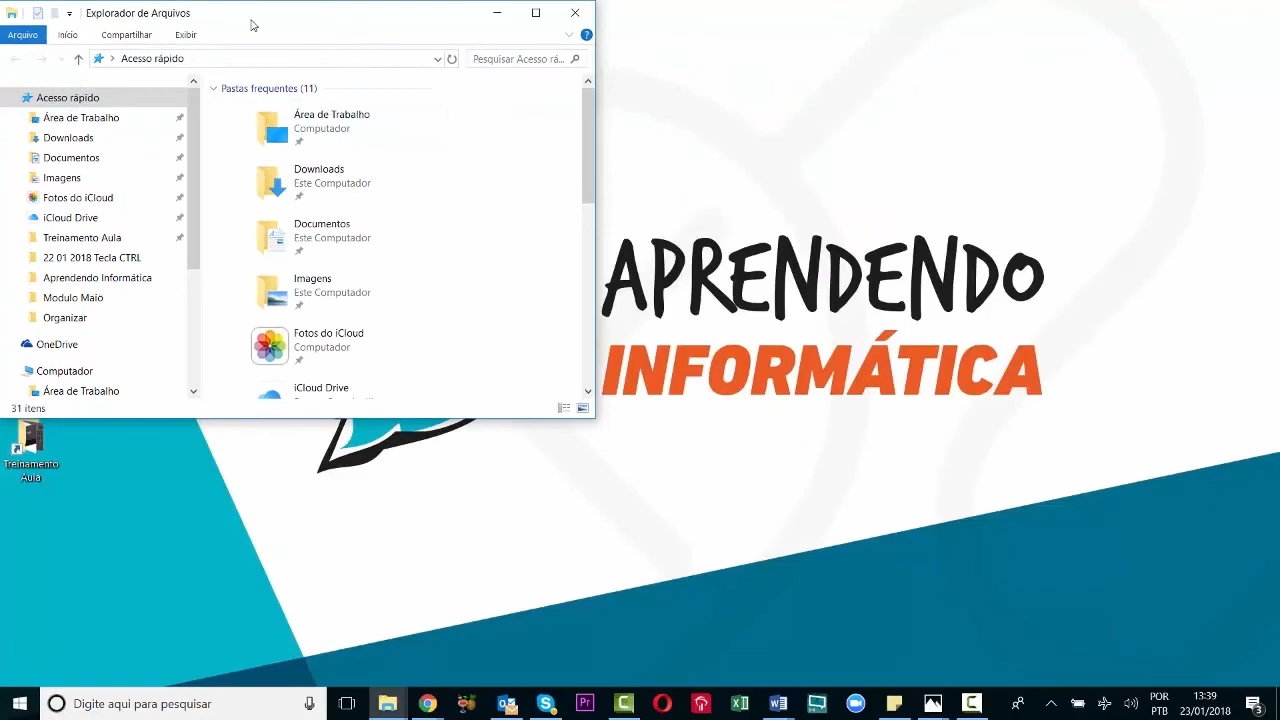 Explorador de Arquivos
Arquivo Início Compartilhar Exibir
Acesso rápido
Pesquisar Acesso rá...
Acesso rápido
Área de Trabalho
Downloads
Documentos
Imagens
Fotos do iCloud
iCloud Drive
Treinamento Aula
22 01 2018 Tecla CTRL
Aprendendo Informática
Modulo Maio
Organizar
OneDrive
Computador
Área de Trabalho
Pastas frequentes (11)
Área de Trabalho
Computador
Downloads
Este Computador
Documentos
Este Computador
Imagens
Este Computador
Fotos do iCloud
Computador
iCloud Drive
31 itens
APRENDENDO
INFORMÁTICA
Treinamento
Aula
Digite aqui para pesquisar
POR
PTB
13:39
23/01/2018
3